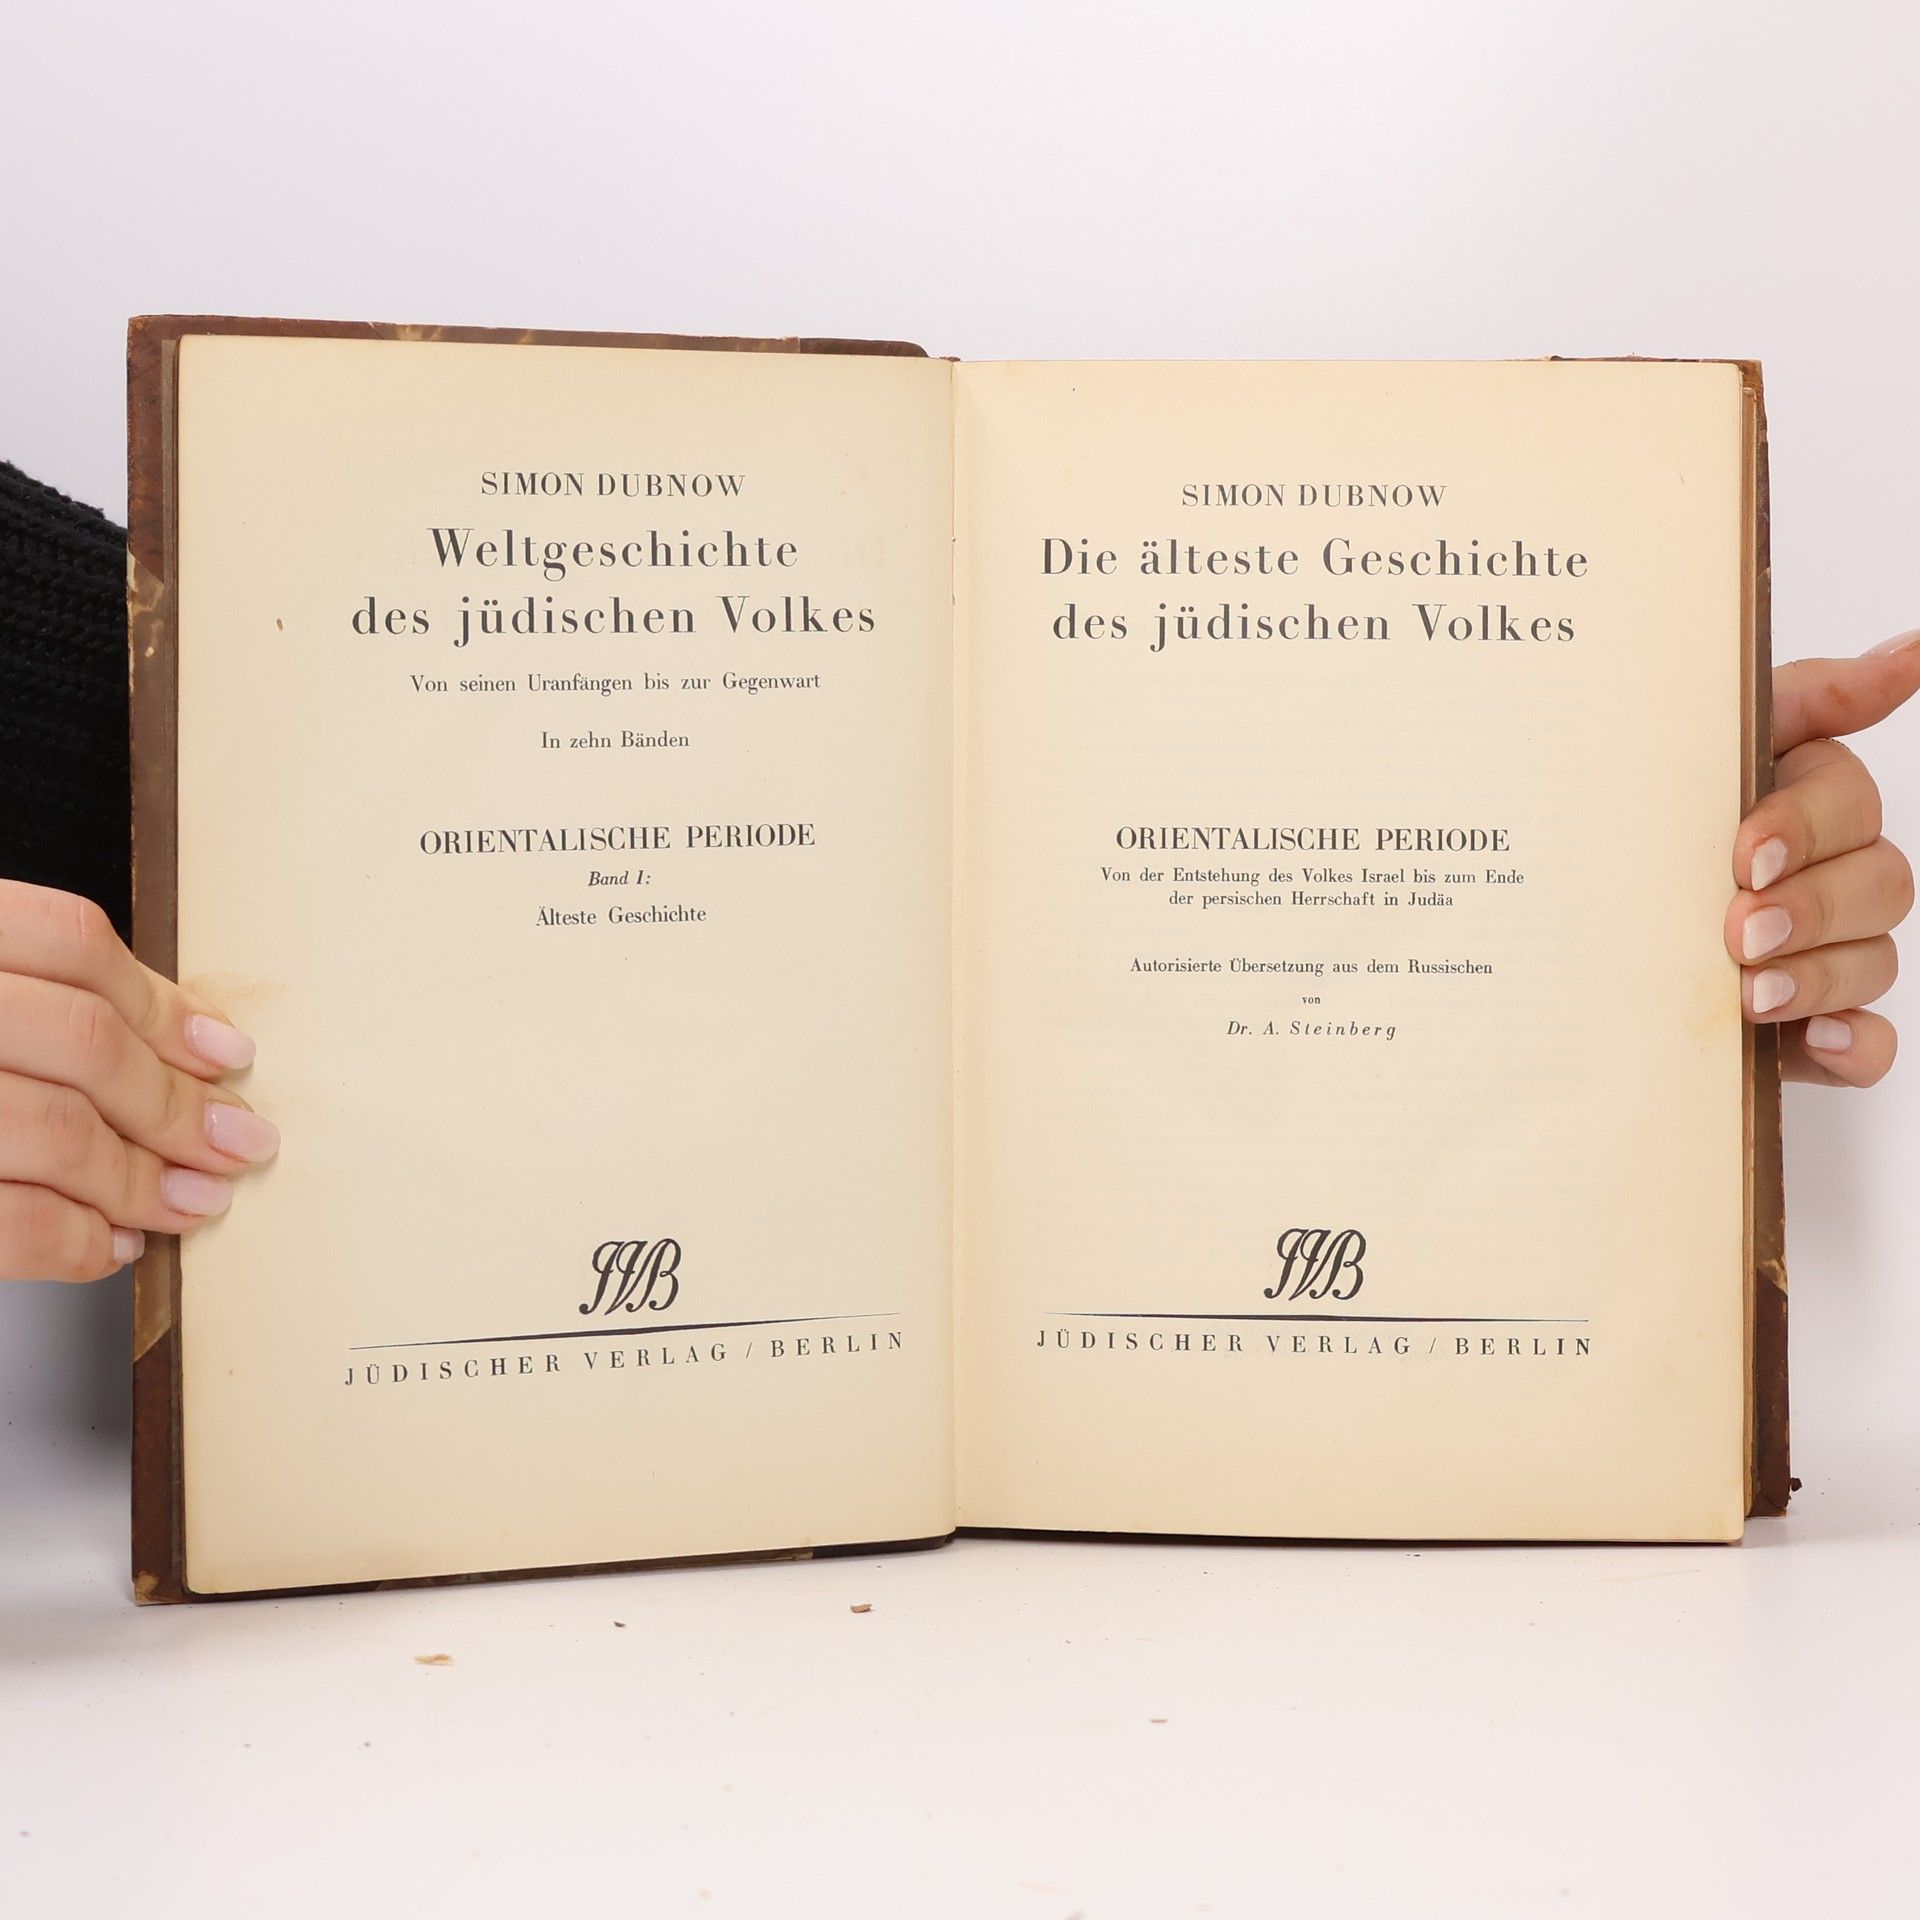 SIMON DUBNOW
Weltgeschichte
des jüdischen Volkes
Von seinen Uranfängen bis zur Gegenwart
In zehn Bänden
ORIENTALISCHE PERIODE
Band I:
Älteste Geschichte
JVB
JÜDISCHER VERLAG / BERLIN
SIMON DUBNOW
Die älteste Geschichte
des jüdischen Volkes
ORIENTALISCHE PERIODE
Von der Entstehung des Volkes Israel bis zum Ende
der persischen Herrschaft in Judäa
Autorisierte Übersetzung aus dem Russischen
von
Dr. A. Steinberg
JVB
JÜDISCHER VERLAG / BERLIN